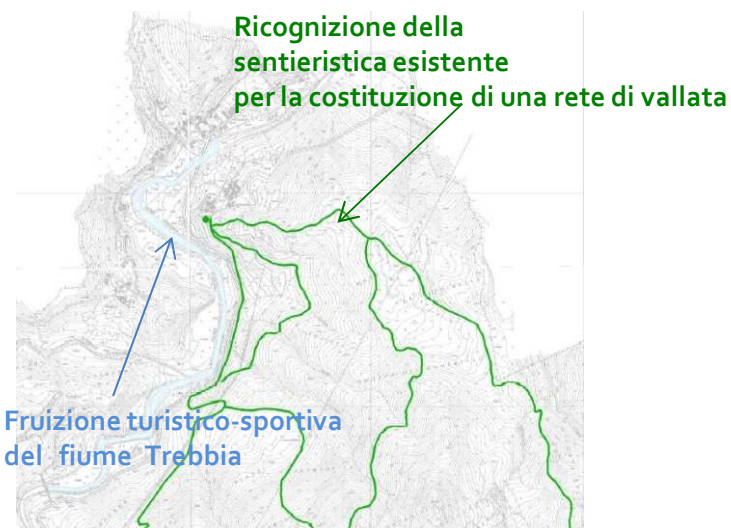 Ricognizione della
sentieristica esistente
per la costituzione di una rete di vallata
Fruizione turistico-sportiva
del fiume Trebbia